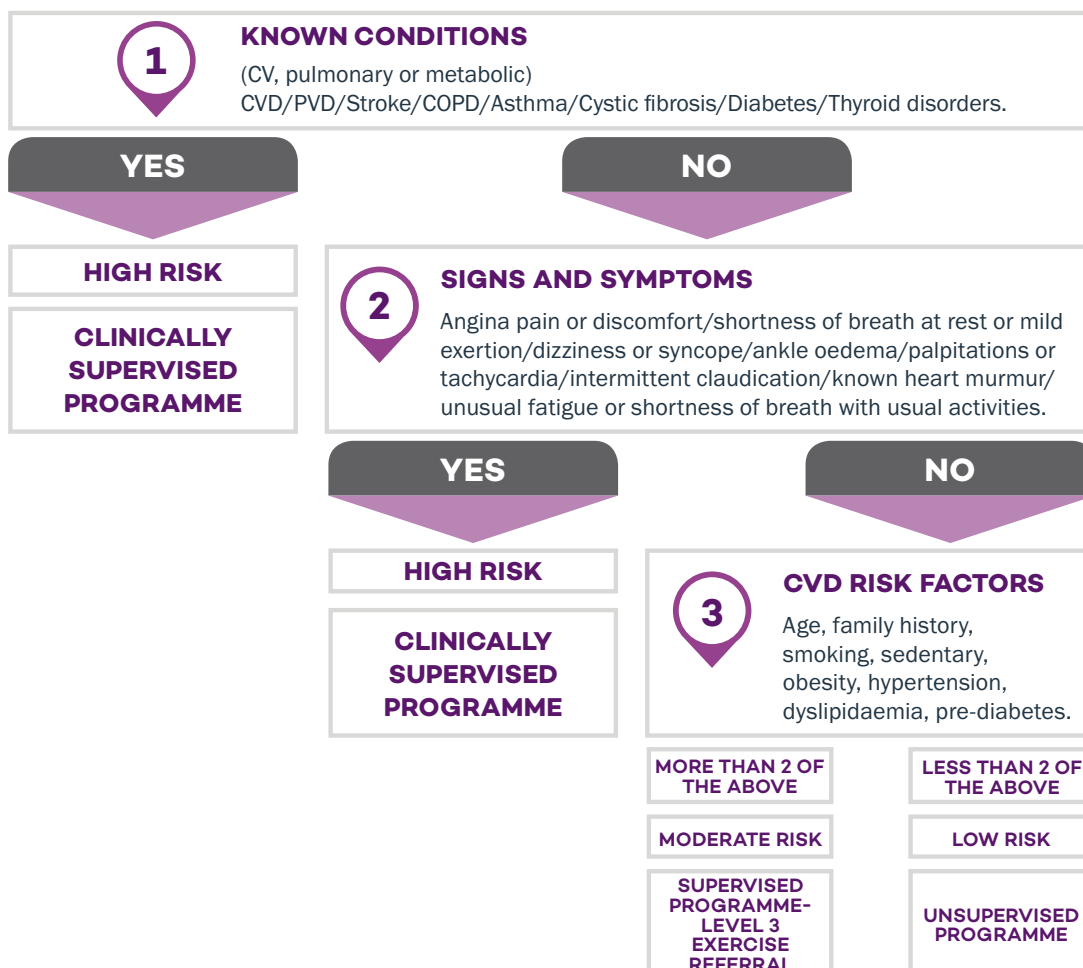 1
KNOWN CONDITIONS
(CV, pulmonary or metabolic)
CVD/PVD/Stroke/COPD/Asthma/Cystic fibrosis/Diabetes/Thyroid disorders.
YES
NO
HIGH RISK
CLINICALLY
SUPERVISED
PROGRAMME
2
SIGNS AND SYMPTOMS
Angina pain or discomfort/shortness of breath at rest or mild
exertion/dizziness or syncope/ankle oedema/palpitations or
tachycardia/intermittent claudication/known heart murmur/
unusual fatigue or shortness of breath with usual activities.
YES
NO
HIGH RISK
CLINICALLY
SUPERVISED
PROGRAMME
3
CVD RISK FACTORS
Age, family history,
smoking, sedentary,
obesity, hypertension,
dyslipidaemia, pre-diabetes.
MORE THAN 2 OF
THE ABOVE
MODERATE RISK
SUPERVISED
PROGRAMME-
LEVEL 3
EXERCISE
REFERRAL
LESS THAN 2 OF
THE ABOVE
LOW RISK
UNSUPERVISED
PROGRAMME